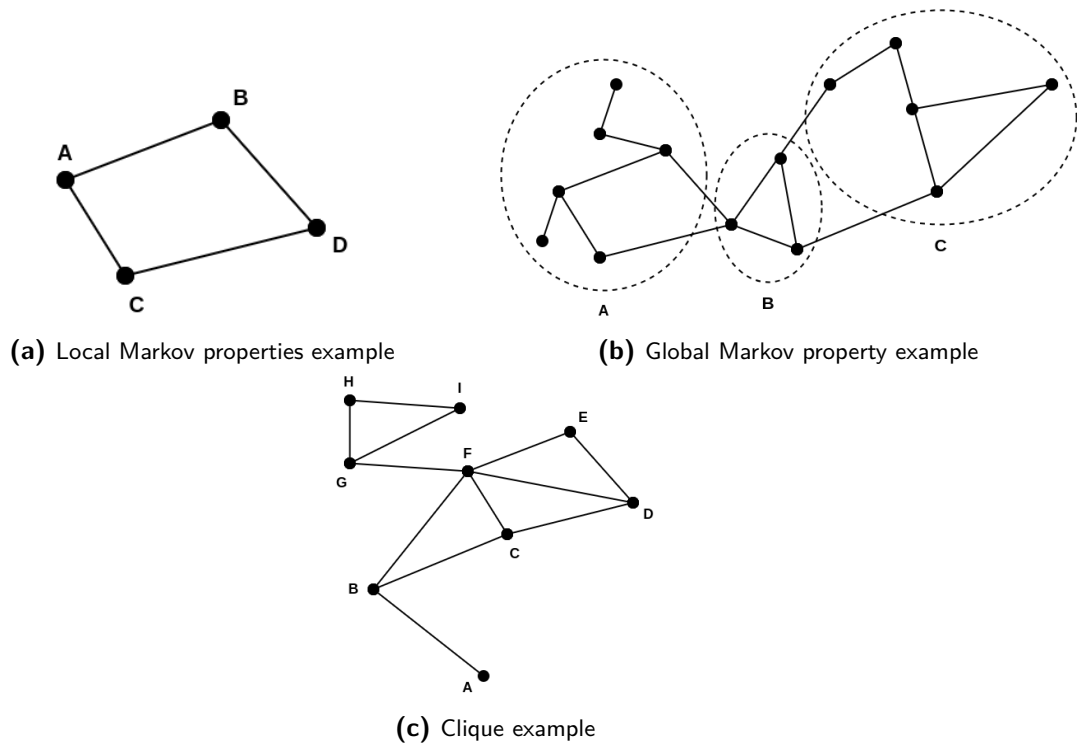 B
A
D
C
A
B
C
(a) Local Markov properties example
(b) Global Markov property example
H
I
E
F
G
D
C
B
A
(c) Clique example